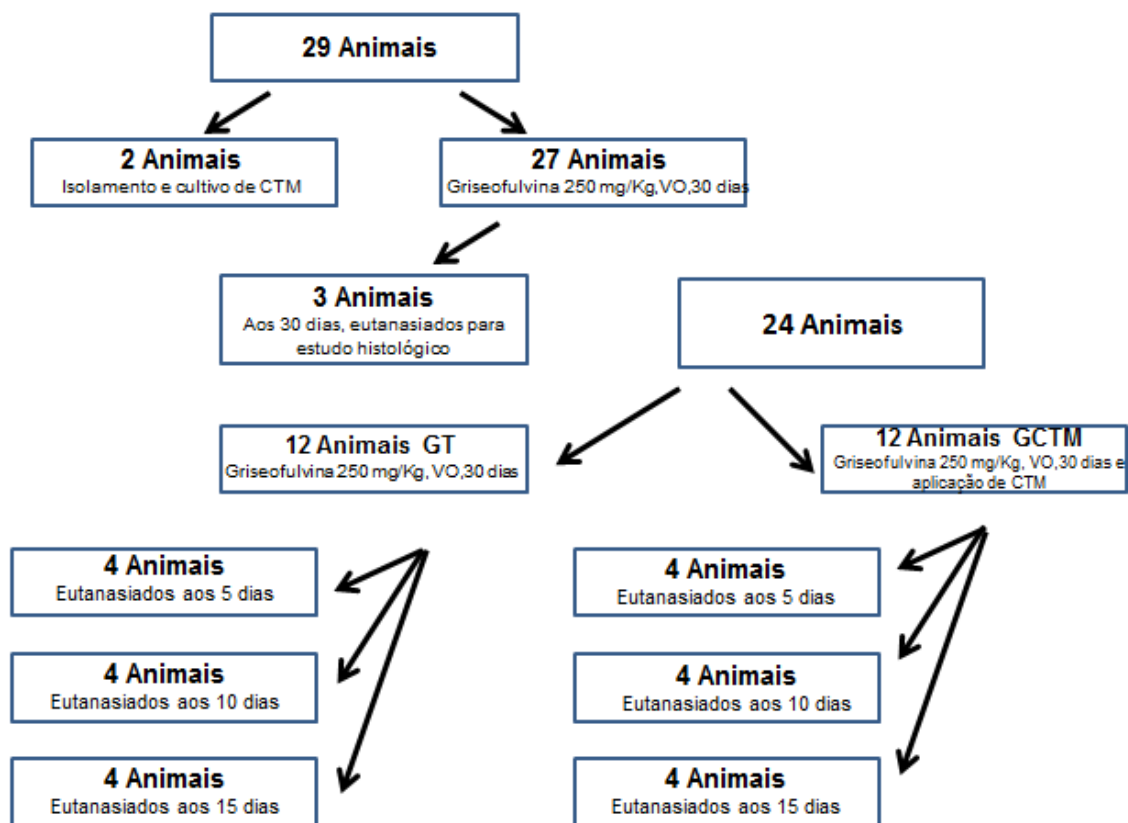 29 Animais
2 Animais
Isolamento e cultivo de CTM
27 Animais
Griseofulvina 250 mg/Kg,VO,30 dias
3 Animais
Aos 30 dias, eutanasiados para
estudo histológico
24 Animais
12 Animais GT
Griseofulvina 250 mg/Kg, VO,30 dias
12 Animais GCTM
Griseofulvina 250 mg/Kg, VO,30 dias e
aplicação de CTM
4 Animais
Eutanasiados aos 5 dias
4 Animais
Eutanasiados aos 10 dias
4 Animais
Eutanasiados aos 15 dias
4 Animais
Eutanasiados aos 5 dias
4 Animais
Eutanasiados aos 10 dias
4 Animais
Eutanasiados aos 15 dias